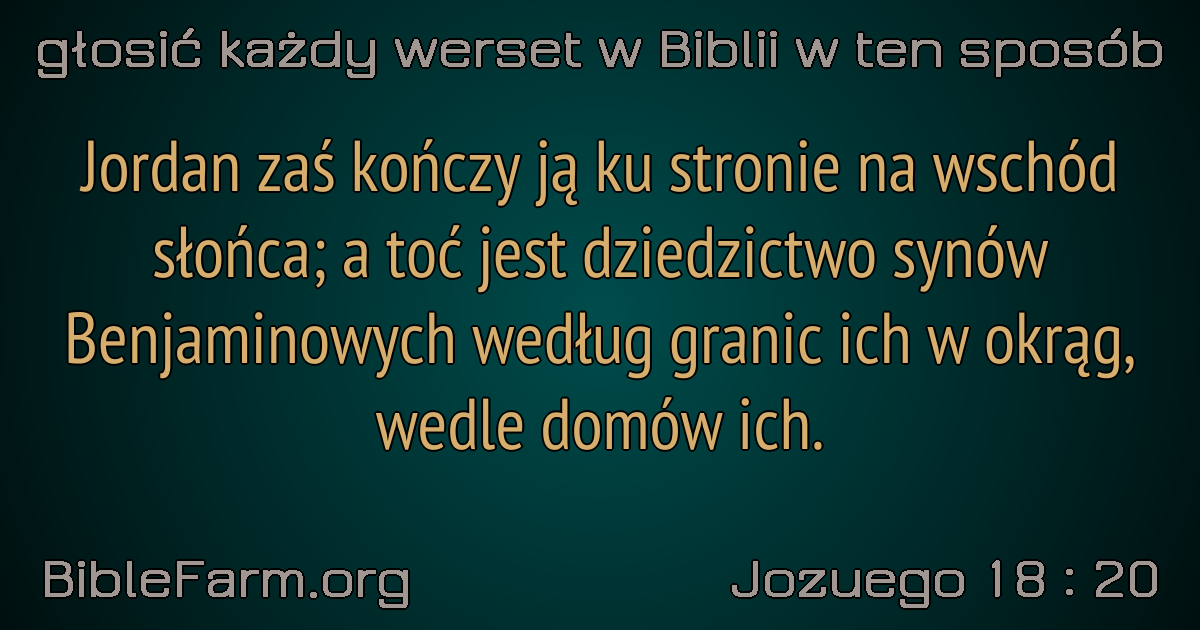 głosić każdy werset w Biblii w ten sposób
Jordan zaś kończy ją ku stronie na wschód
słońca; a toć jest dziedzictwo synów
Benjaminowych według granic ich w okrąg,
wedle domów ich.
BibleFarm.org
Jozuego 18 : 20